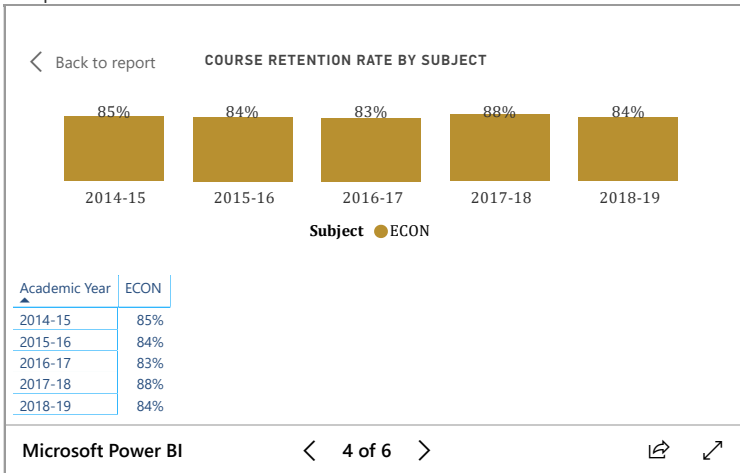 Back to report
COURSE RETENTION RATE BY SUBJECT
85% 84% 83% 88% 84%
2014-15 2015-16 2016-17 2017-18 2018-19
Subject ECON
Academic Year ECON
2014-15 85%
2015-16 84%
2016-17 83%
2017-18 88%
2018-19 84%
Microsoft Power BI 4 of 6